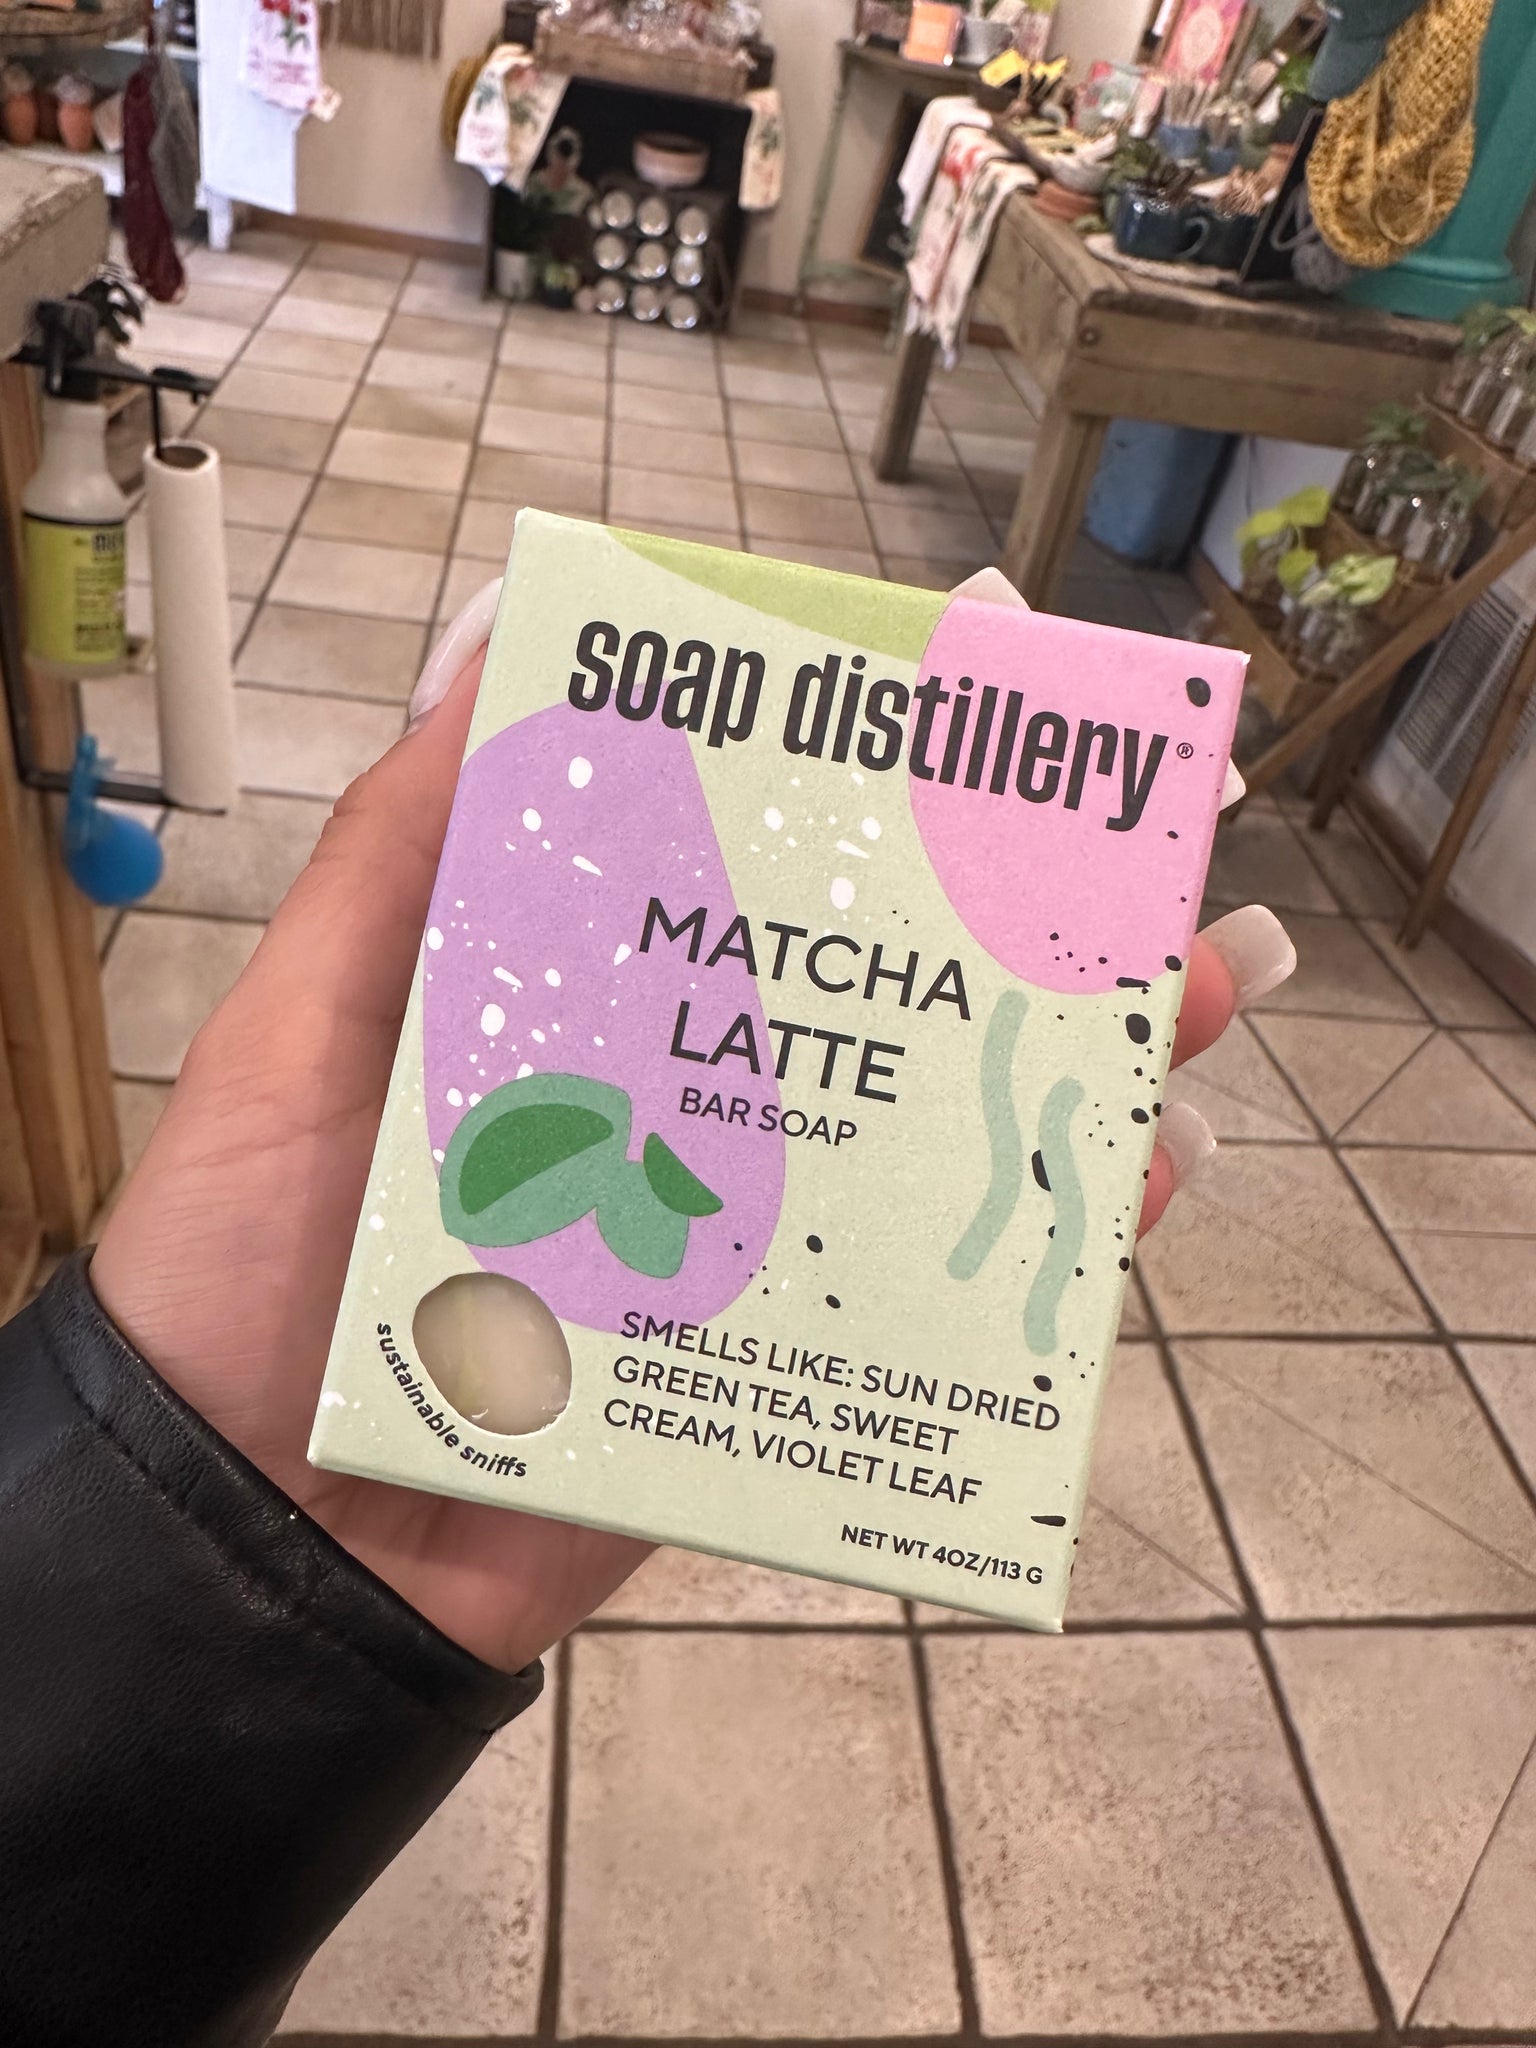 soap distillery®
MATCHA
LATTE
BAR SOAP
SMELLS LIKE: SUN DRIED
GREEN TEA, SWEET
CREAM, VIOLET LEAF
sustainable sniffs
NET WT 4OZ/113 G